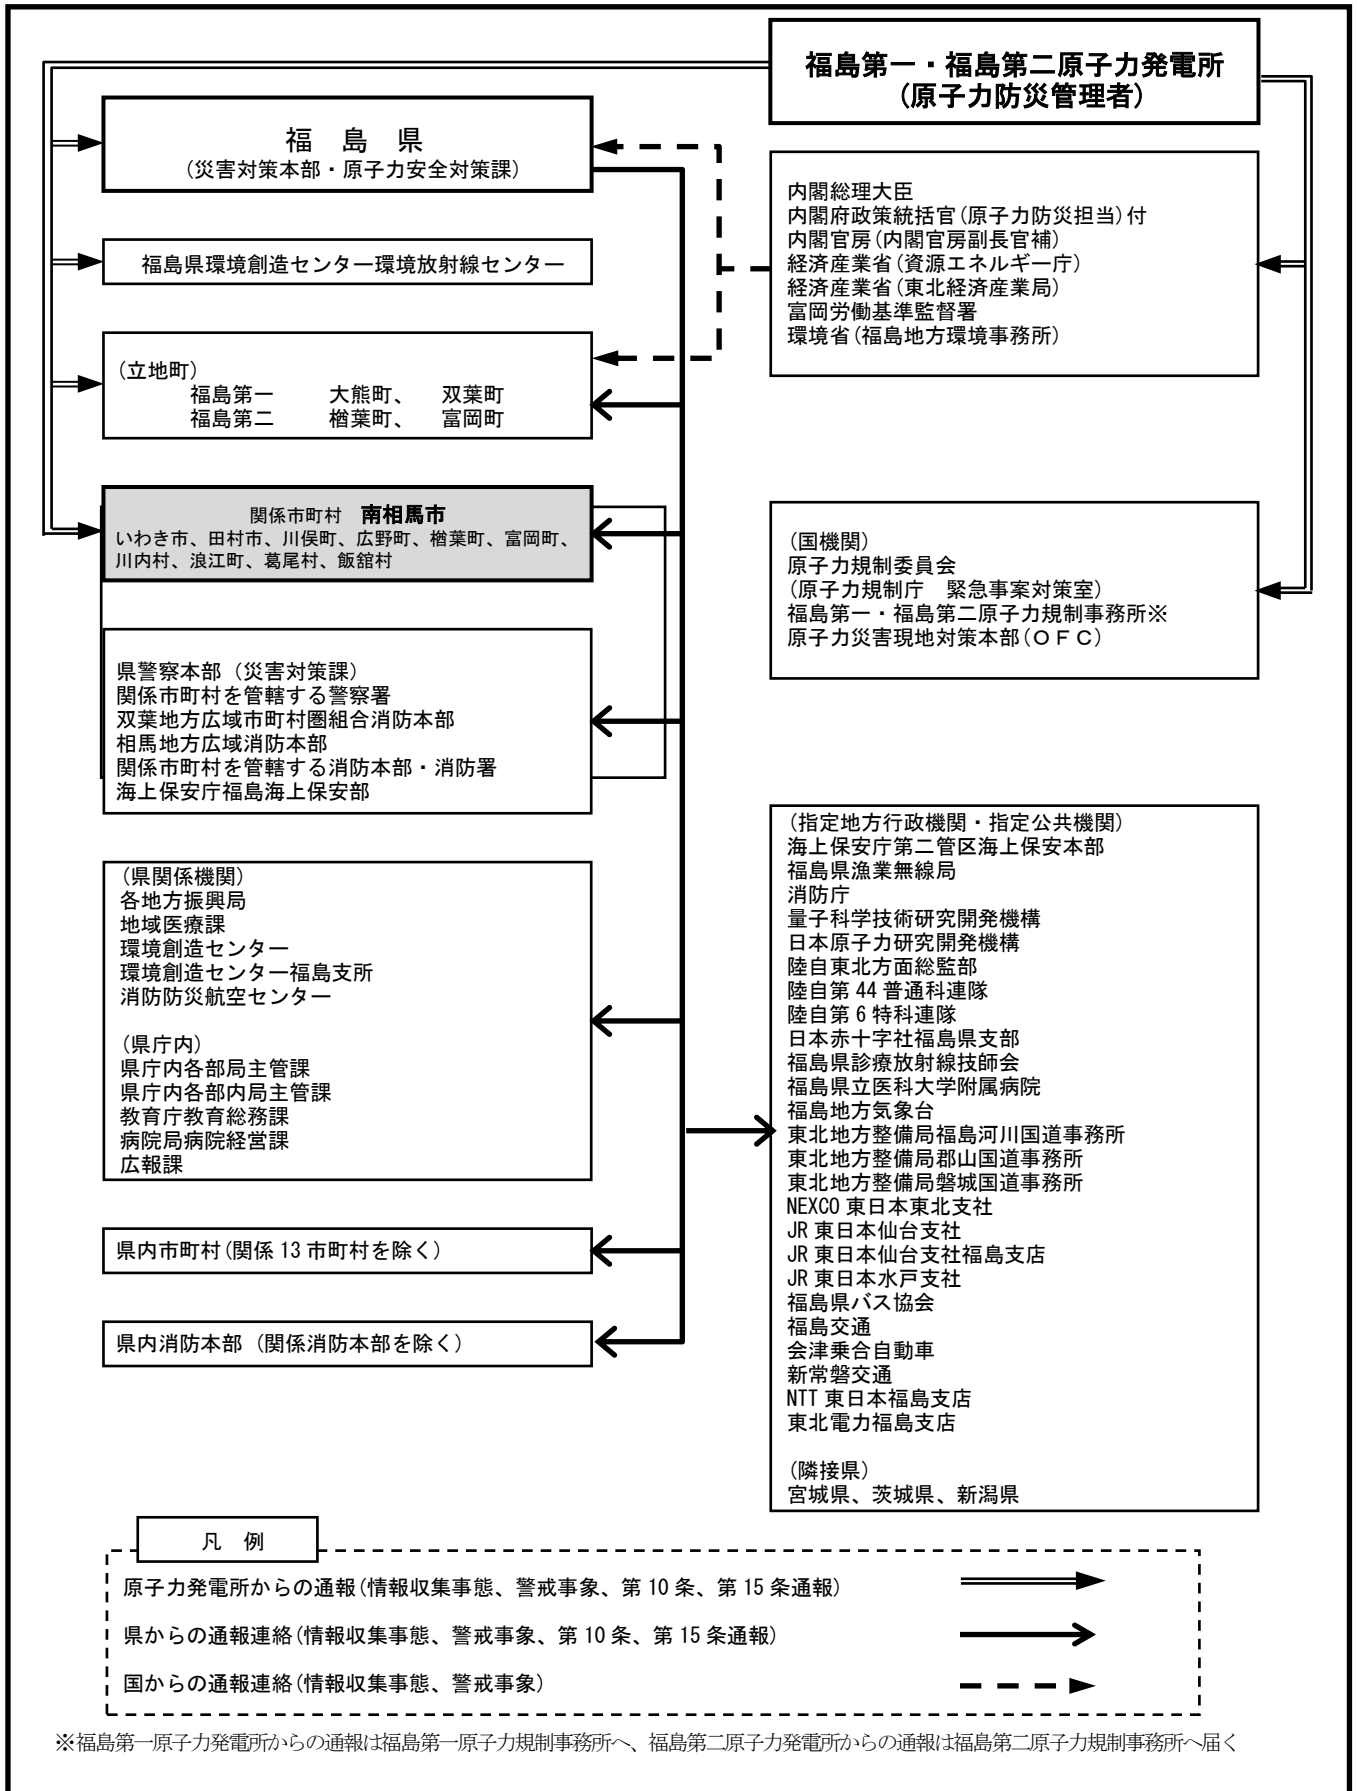 福島第一・福島第二原子力発電所
(原子力防災管理者)
福 島 県
(災害対策本部・原子力安全対策課)
福島県環境創造センター環境放射線センター
(立地町)
福島第一 大熊町、 双葉町
福島第二 楢葉町、 富岡町
関係市町村 南相馬市
いわき市、田村市、川俣町、広野町、楢葉町、富岡町、
川内村、浪江町、葛尾村、飯舘村
県警察本部(災害対策課)
関係市町村を管轄する警察署
双葉地方広域市町村圏組合消防本部
相馬地方広域消防本部
関係市町村を管轄する消防本部・消防署
海上保安庁福島海上保安部
(県関係機関)
各地方振興局
地域医療課
環境創造センター
環境創造センター福島支所
消防防災航空センター
(県庁内)
県庁内各部局主管課
県庁内各部内局主管課
教育庁教育総務課
病院局病院経営課
広報課
県内市町村(関係 13 市町村を除く)
県内消防本部(関係消防本部を除く)
内閣総理大臣
内閣府政策統括官(原子力防災担当)付
内閣官房(内閣官房副長官補)
経済産業省(資源エネルギー庁)
経済産業省(東北経済産業局)
富岡労働基準監督署
環境省(福島地方環境事務所)
(国機関)
原子力規制委員会
(原子力規制庁 緊急事案対策室)
福島第一・福島第二原子力規制事務所※
原子力災害現地対策本部(OFC)
(指定地方行政機関・指定公共機関)
海上保安庁第二管区海上保安本部
福島県漁業無線局
消防庁
量子科学技術研究開発機構
日本原子力研究開発機構
陸自東北方面総監部
陸自第 44 普通科連隊
陸自第 6 特科連隊
日本赤十字社福島県支部
福島県診療放射線技師会
福島県立医科大学附属病院
福島地方気象台
東北地方整備局福島河川国道事務所
東北地方整備局郡山国道事務所
東北地方整備局磐城国道事務所
NEXCO 東日本東北支社
JR 東日本仙台支社
JR 東日本仙台支社福島支店
JR 東日本水戸支社
福島県バス協会
福島交通
会津乗合自動車
新常磐交通
NTT 東日本福島支店
東北電力福島支店
(隣接県)
宮城県、茨城県、新潟県
凡 例
原子力発電所からの通報(情報収集事態、警戒事象、第 10 条、第 15 条通報)
県からの通報連絡(情報収集事態、警戒事象、第 10 条、第 15 条通報)
国からの通報連絡(情報収集事態、警戒事象)
※福島第一原子力発電所からの通報は福島第一原子力規制事務所へ、福島第二原子力発電所からの通報は福島第二原子力規制事務所へ届く